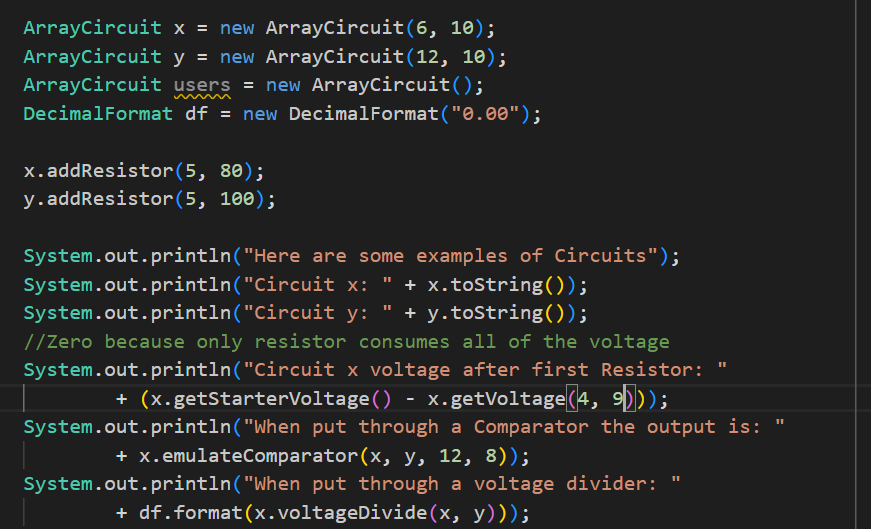 ArrayCircuit x = new ArrayCircuit(6, 10);
ArrayCircuit y = new ArrayCircuit(12, 10);
ArrayCircuit users = new ArrayCircuit();
DecimalFormat df = new DecimalFormat("0.00");
x.addResistor(5, 80);
y.addResistor(5, 100);
System.out.println("Here are some examples of Circuits");
System.out.println("Circuit x: " + x.toString());
System.out.println("Circuit y: " + y.toString());
//Zero because only resistor consumes all of the voltage
System.out.println("Circuit x voltage after first Resistor: "
+ (x.getStarterVoltage() - x.getVoltage(4, 9)));
System.out.println("When put through a Comparator the output is: "
+ x.emulateComparator(x, y, 12, 8));
System.out.println("When put through a voltage divider: "
+ df.format(x.voltageDivide(x, y)));